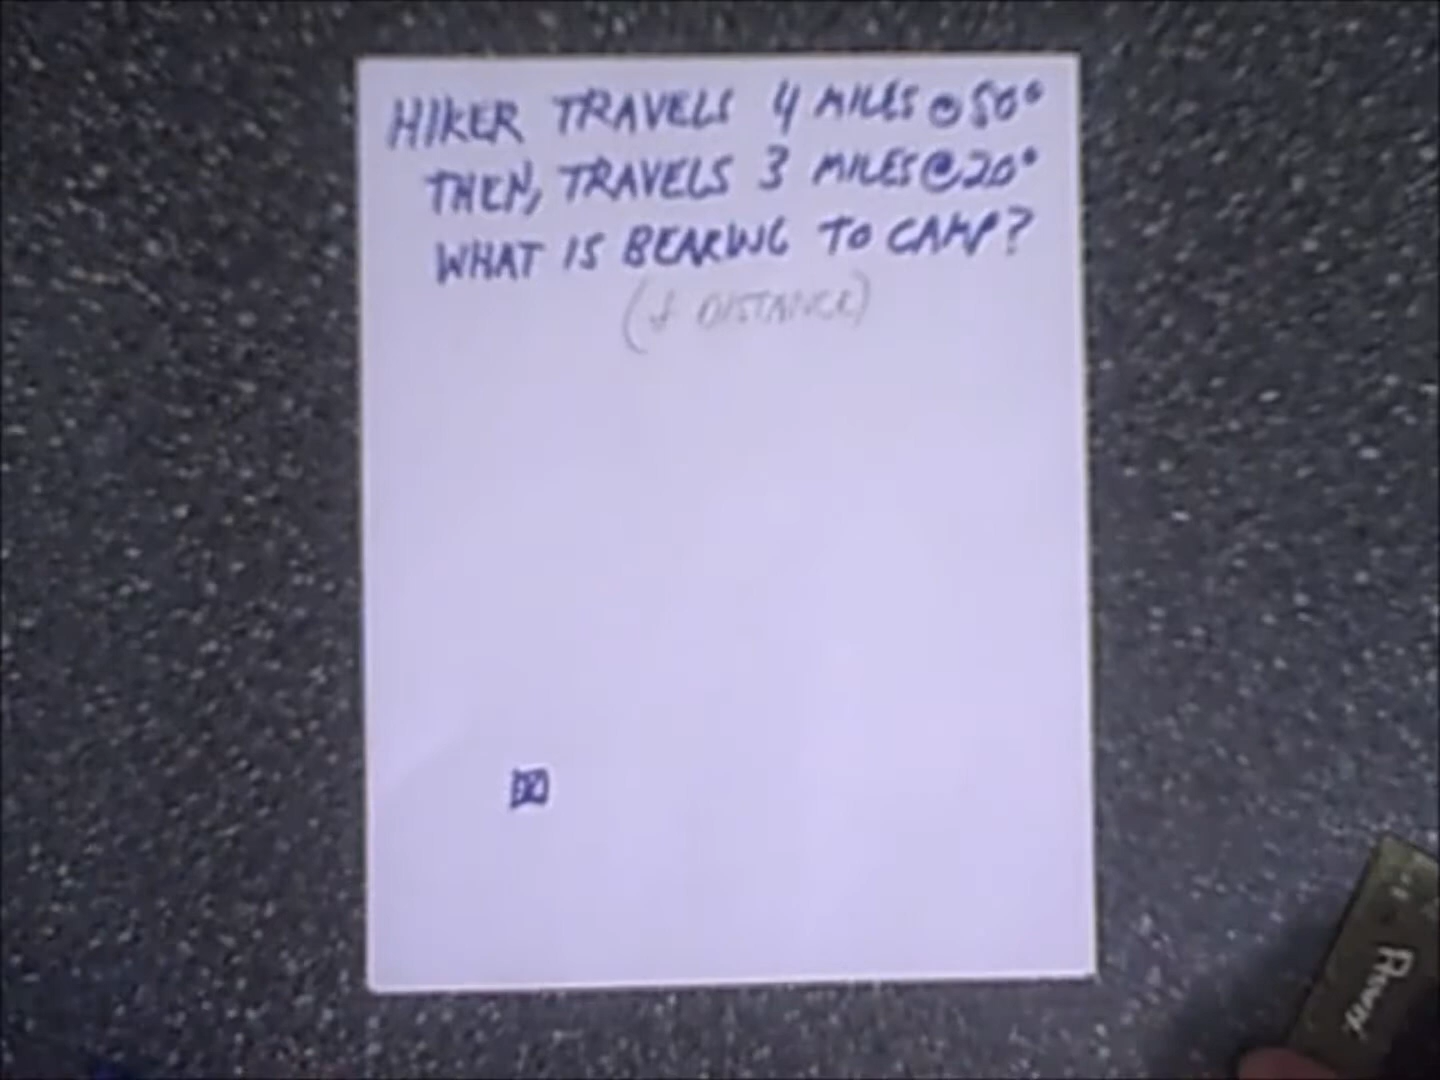 HIKER TRAVELS 4 MILES @ 50°
THEN, TRAVELS 3 MILES @ 20°
WHAT IS BEARING TO CAMP?
(+ DISTANCE)